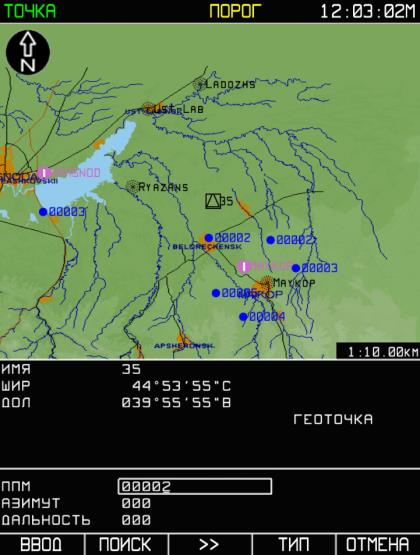 ТОЧКА ПОРОГ 12:03:02М
N
LADOZHS
UST-LAB
RYAZANS
35
00003
00002
00002
BELORECHENSK
00003
MAYKOP
00004
APSHERONSK
1:10.00КМ
ИМЯ 35
ШИР 44°53'55"С
ДОЛ 039°55'55"В
ГЕОТОЧКА
ППМ 00002
АЗИМУТ 000
ДАЛЬНОСТЬ 000
ВВОД ПОИСК >> ТИП ОТМЕНА